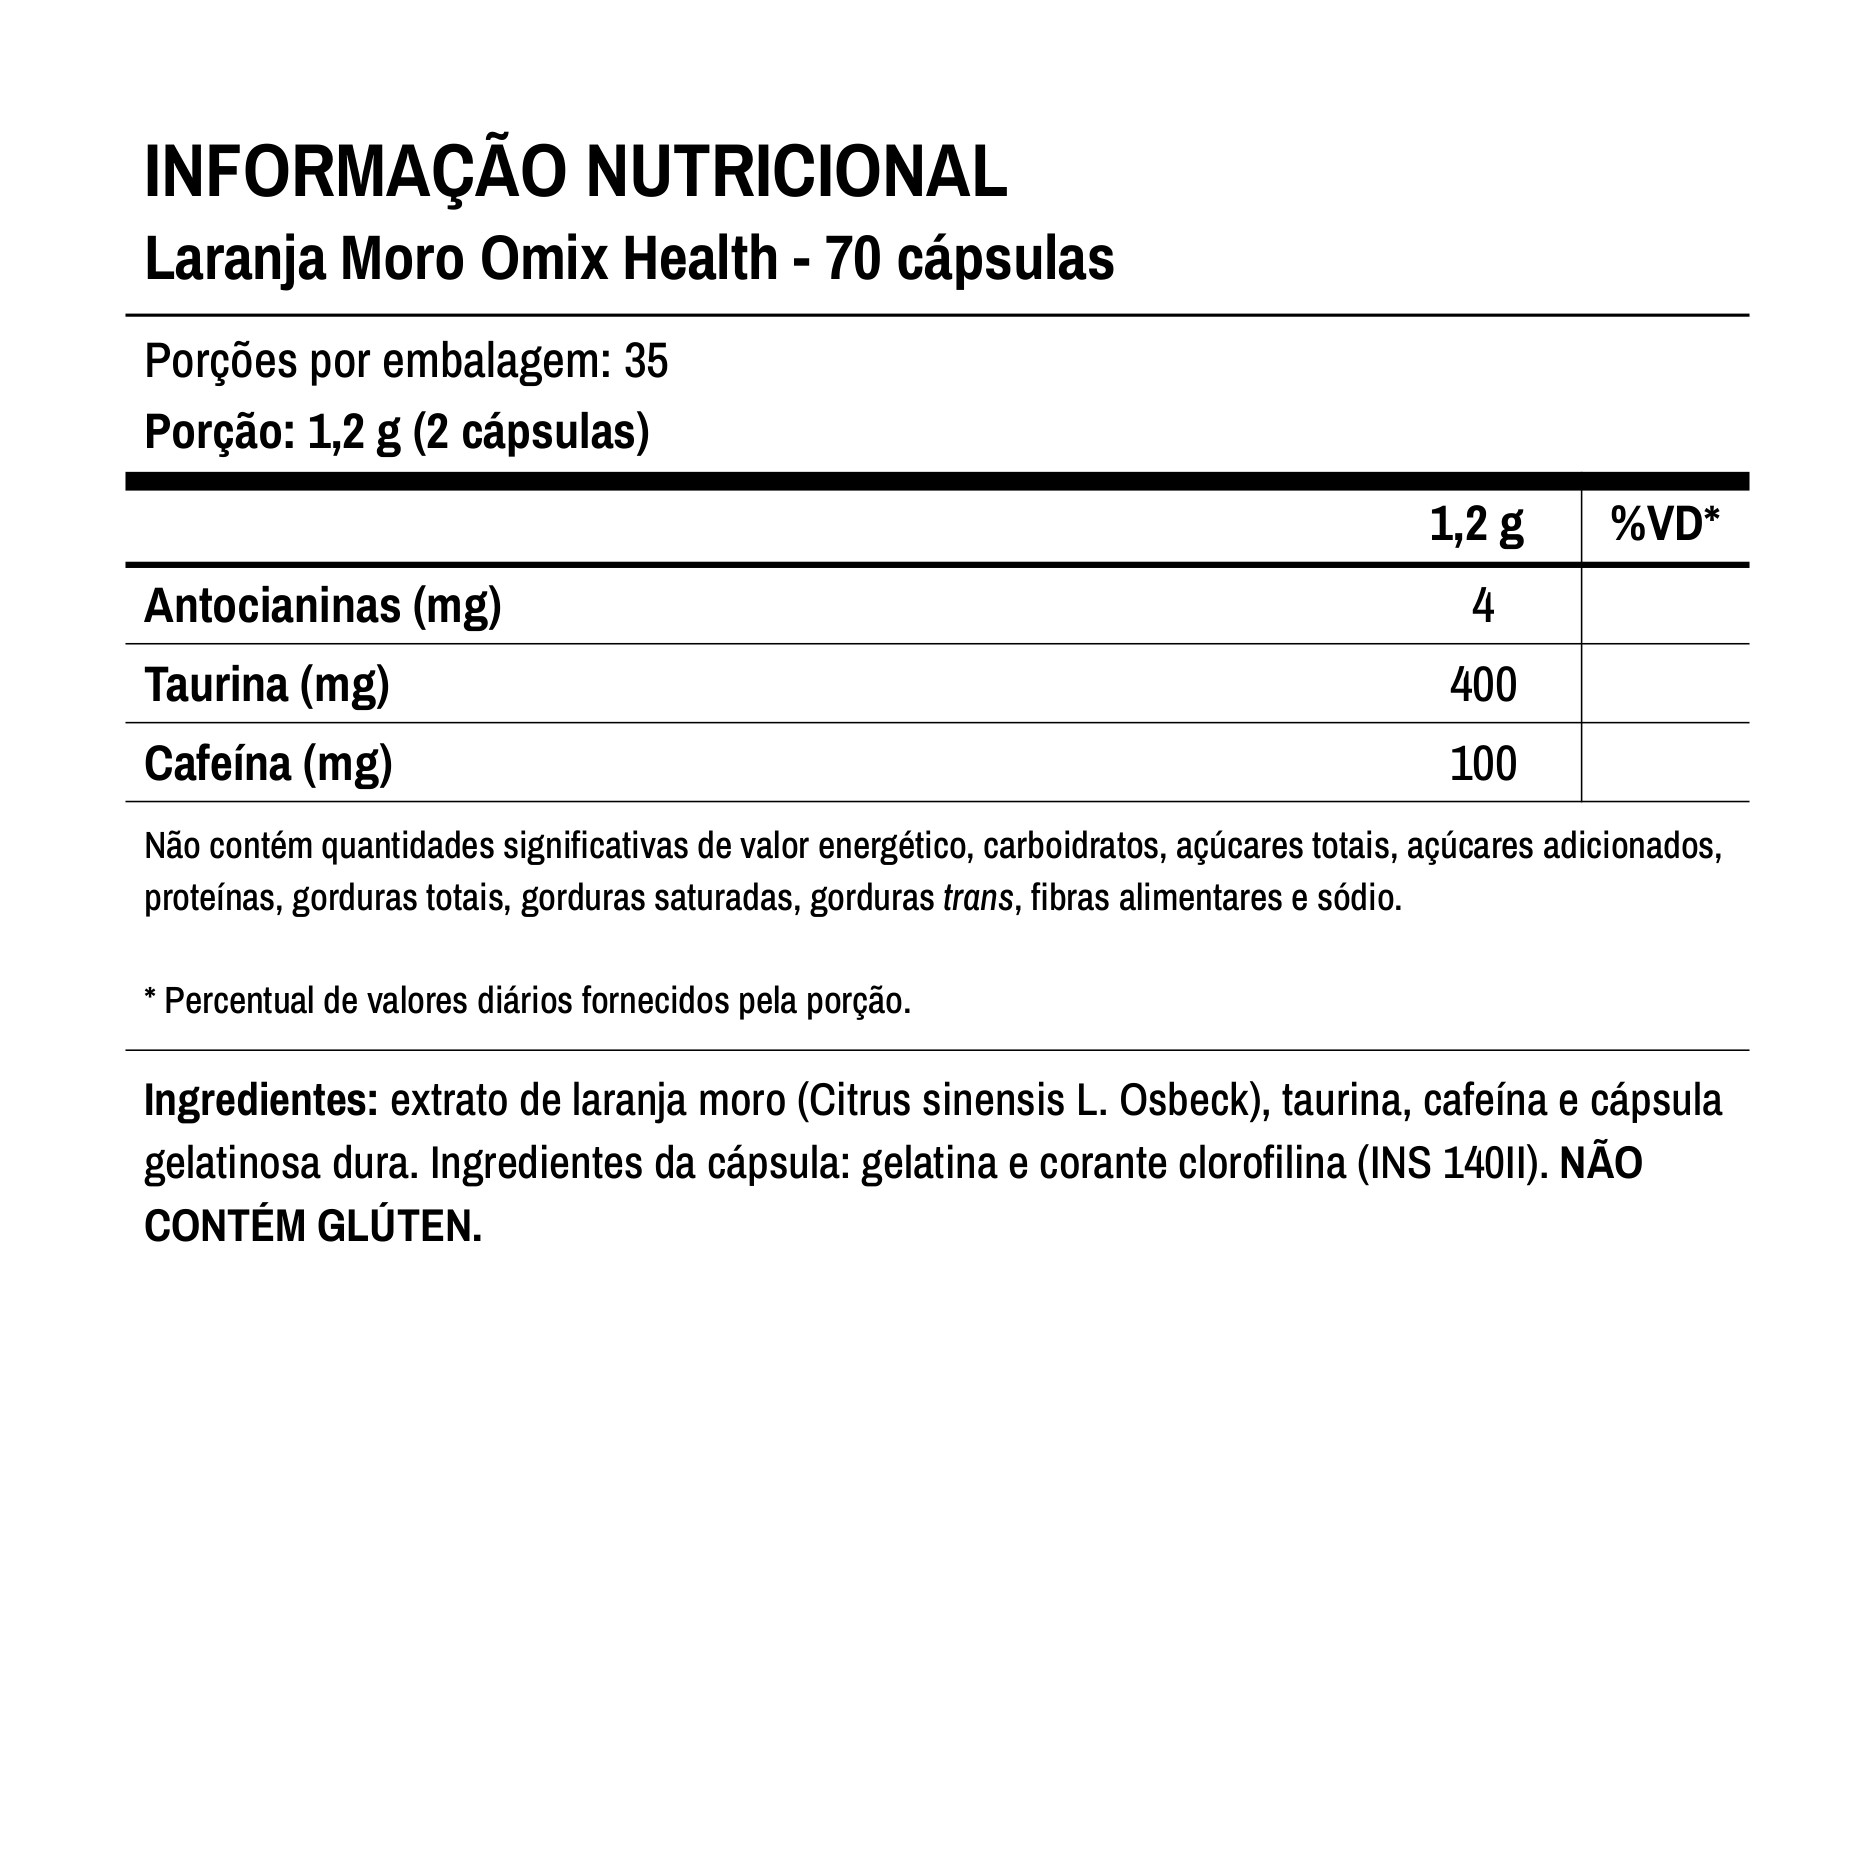 INFORMAÇÃO NUTRICIONAL
Laranja Moro Omix Health - 70 cápsulas
Porções por embalagem: 35
Porção: 1,2 g (2 cápsulas)
1,2 g %VD*
Antocianinas (mg) 4
Taurina (mg) 400
Cafeína (mg) 100
Não contém quantidades significativas de valor energético, carboidratos, açúcares totais, açúcares adicionados,
proteínas, gorduras totais, gorduras saturadas, gorduras trans, fibras alimentares e sódio.
* Percentual de valores diários fornecidos pela porção.
Ingredientes: extrato de laranja moro (Citrus sinensis L. Osbeck), taurina, cafeína e cápsula
gelatinosa dura. Ingredientes da cápsula: gelatina e corante clorofilina (INS 140II). NÃO
CONTÉM GLÚTEN.